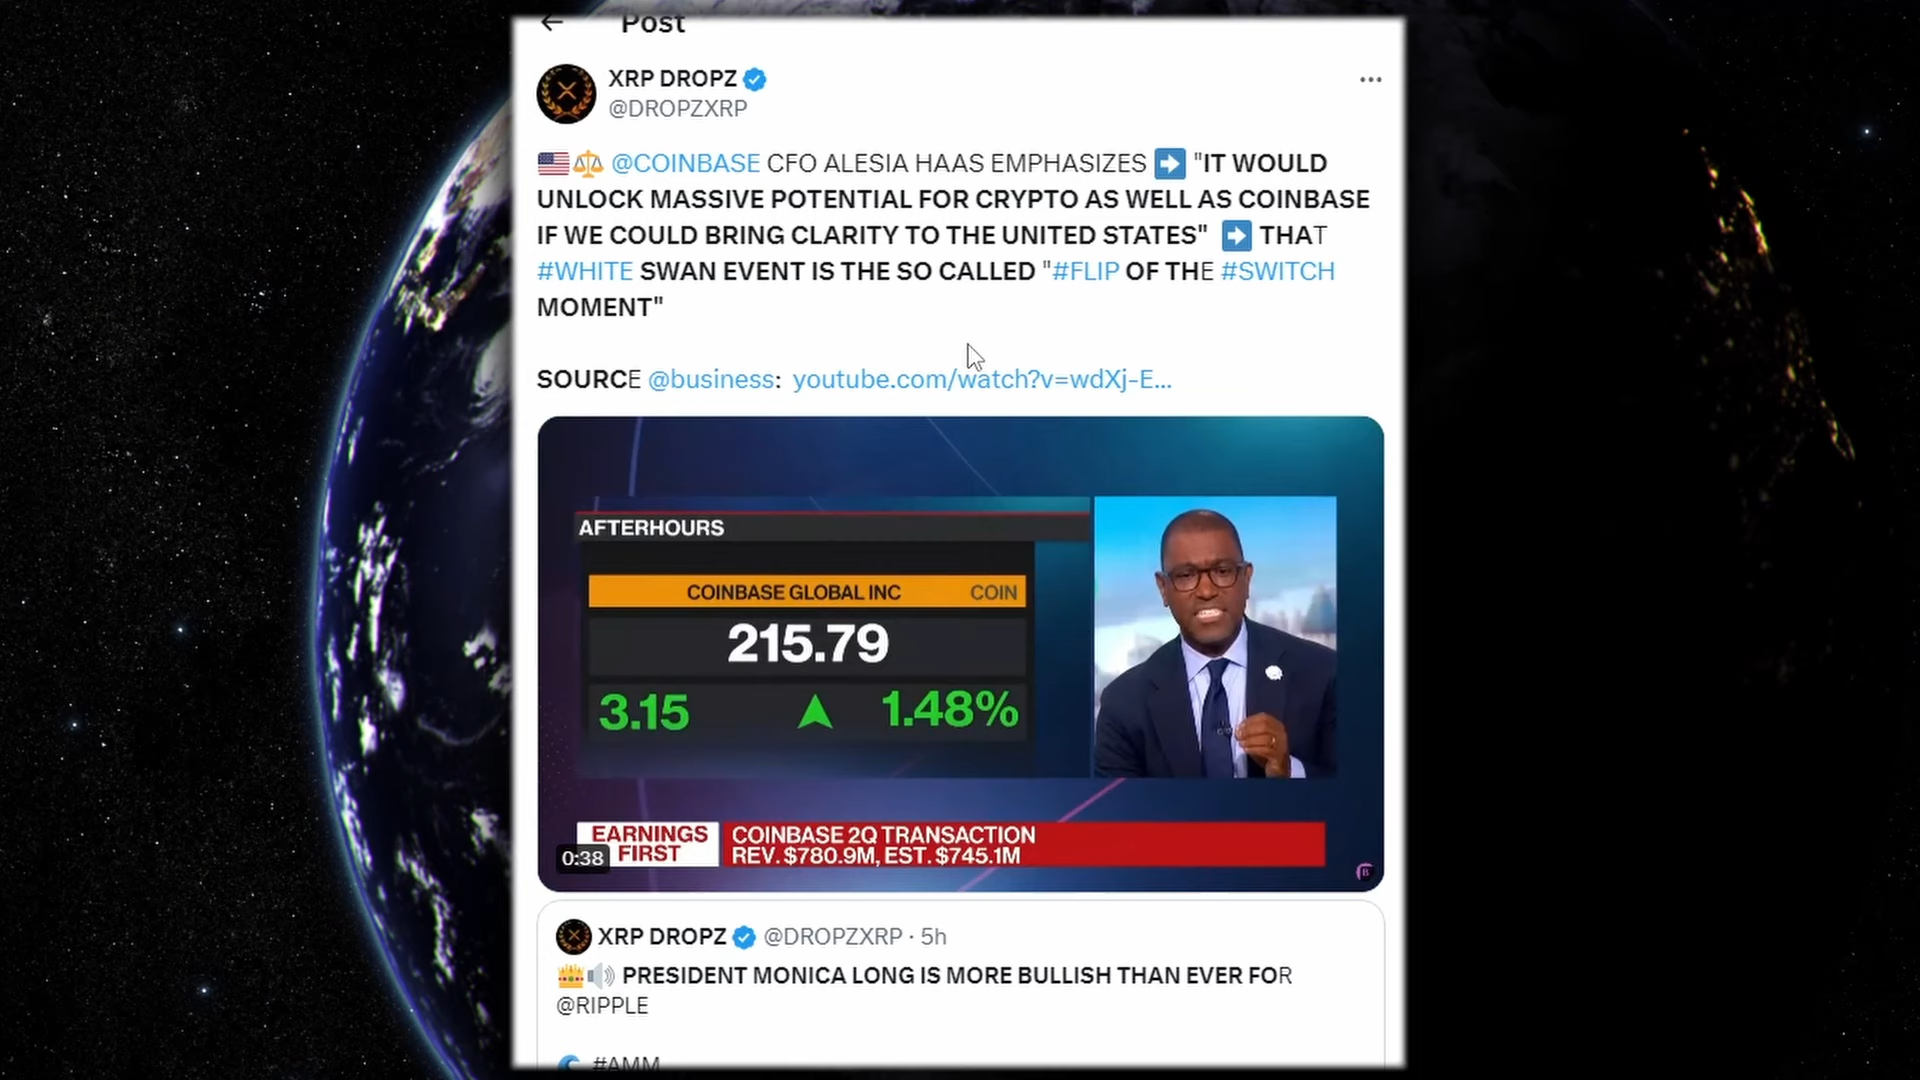 Post
XRP DROPZ
@DROPZXRP
@COINBASE CFO ALESIA HAAS EMPHASIZES ➡ "IT WOULD
UNLOCK MASSIVE POTENTIAL FOR CRYPTO AS WELL AS COINBASE
IF WE COULD BRING CLARITY TO THE UNITED STATES" ➡ THAT
#WHITE SWAN EVENT IS THE SO CALLED "#FLIP OF THE #SWITCH
MOMENT"
SOURCE @business: youtube.com/watch?v=wdXj-E...
AFTERHOURS
COINBASE GLOBAL INC COIN
215.79
3.15 ▲ 1.48%
EARNINGS
FIRST
COINBASE 2Q TRANSACTION
REV. $780.9M, EST. $745.1M
0:38
B
XRP DROPZ @DROPZXRP · 5h
PRESIDENT MONICA LONG IS MORE BULLISH THAN EVER FOR
@RIPPLE
#AMM